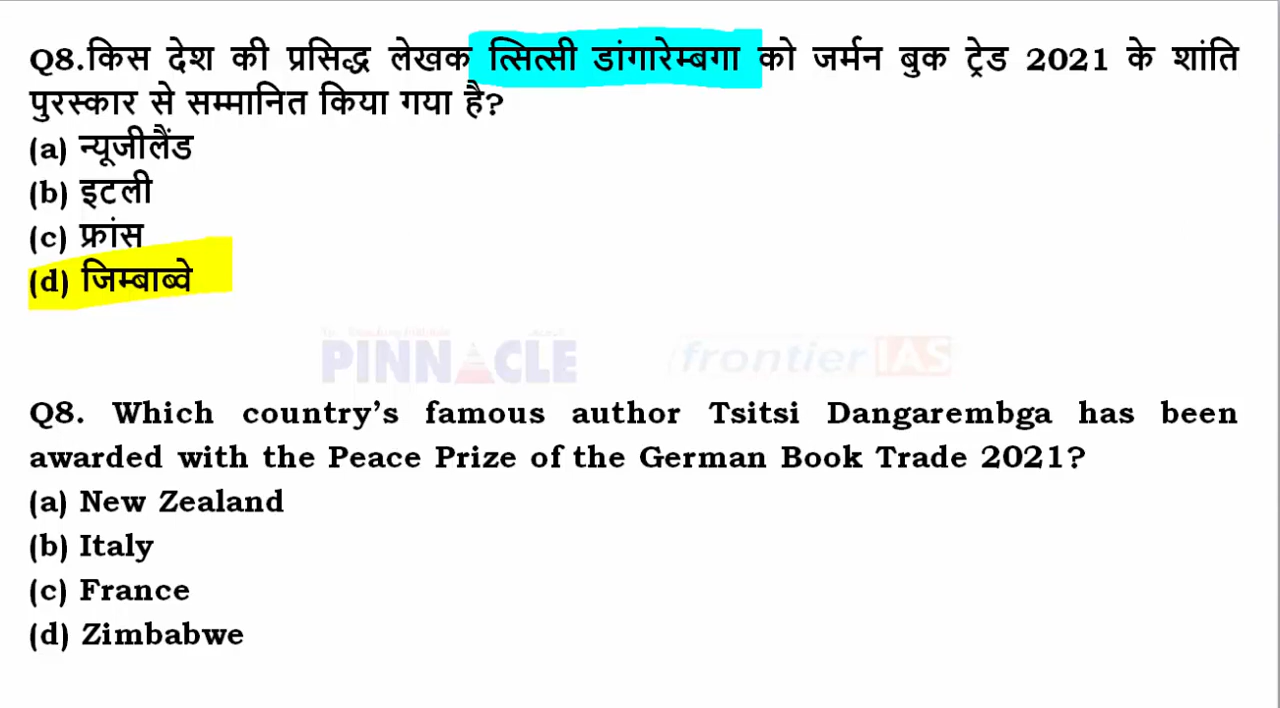 Q8.किस देश की प्रसिद्ध लेखक त्सित्सी डांगारेम्बगा को जर्मन बुक ट्रेड 2021 के शांति
पुरस्कार से सम्मानित किया गया है?
(a) न्यूजीलैंड
(b) इटली
(c) फ्रांस
(d) जिम्बाब्वे
PINNACLE frontier IAS
Q8. Which country’s famous author Tsitsi Dangarembga has been
awarded with the Peace Prize of the German Book Trade 2021?
(a) New Zealand
(b) Italy
(c) France
(d) Zimbabwe